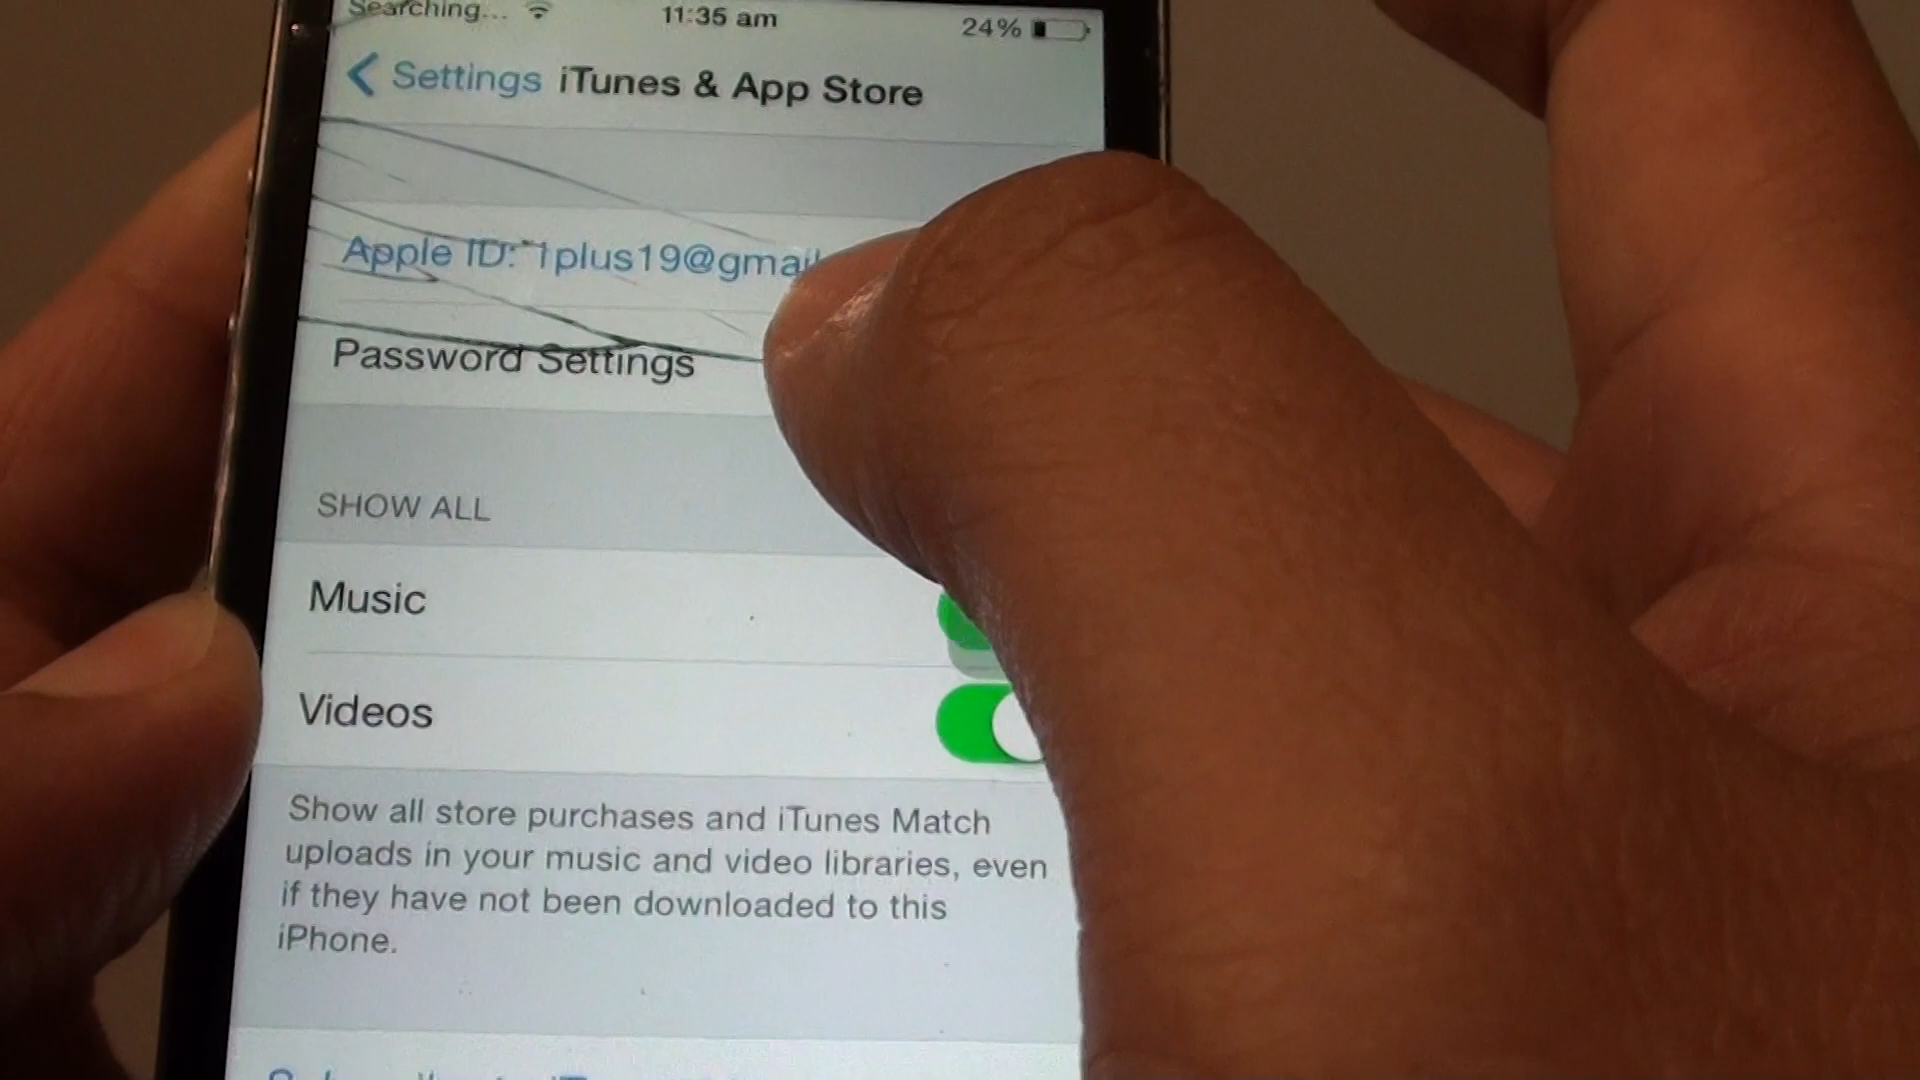 Searching... 11:35 am 24%
Settings iTunes & App Store
Apple ID: 1plus19@gmail
Password Settings
SHOW ALL
Music
Videos
Show all store purchases and iTunes Match
uploads in your music and video libraries, even
if they have not been downloaded to this
iPhone.